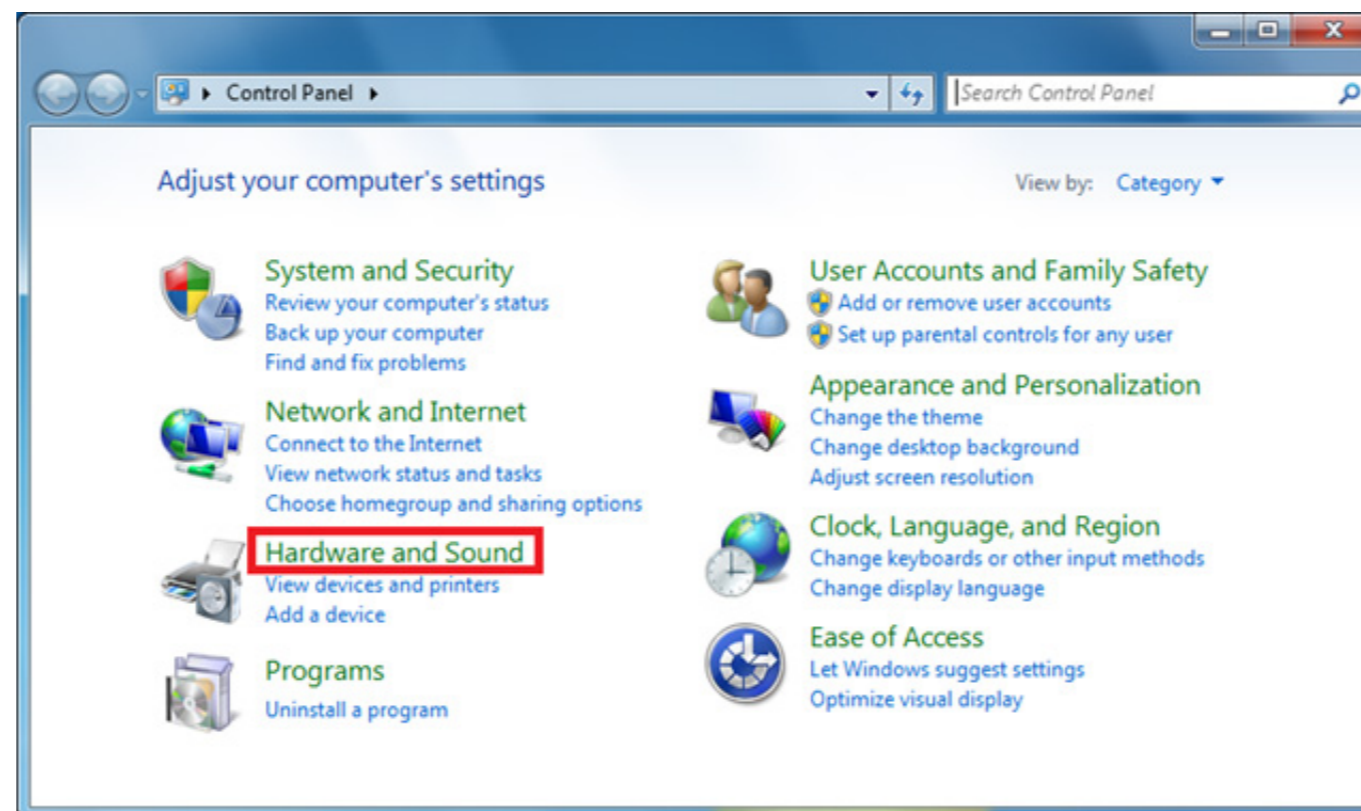 Control Panel
Search Control Panel
Adjust your computer's settings
View by: Category
System and Security
Review your computer's status
Back up your computer
Find and fix problems
Network and Internet
Connect to the Internet
View network status and tasks
Choose homegroup and sharing options
Hardware and Sound
View devices and printers
Add a device
Programs
Uninstall a program
User Accounts and Family Safety
Add or remove user accounts
Set up parental controls for any user
Appearance and Personalization
Change the theme
Change desktop background
Adjust screen resolution
Clock, Language, and Region
Change keyboards or other input methods
Change display language
Ease of Access
Let Windows suggest settings
Optimize visual display